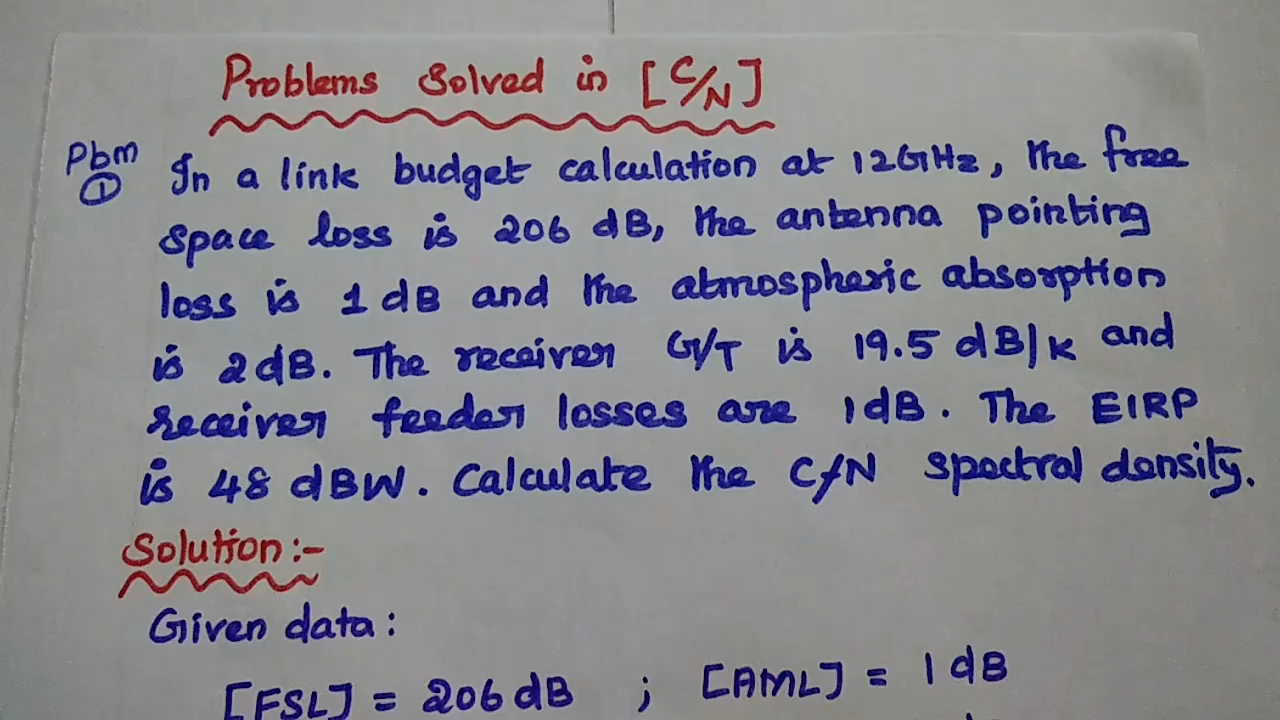 Problems Solved in [C/N]
Pbm ① In a link budget calculation at 12GHz, the free
space loss is 206 dB, the antenna pointing
loss is 1 dB and the atmospheric absorption
is 2dB. The receiver G/T is 19.5 dB/K and
receiver feeder losses are 1dB. The EIRP
is 48 dBW. Calculate the C/N spectral density.
Solution:-
Given data:
[FSL] = 206 dB ; [AML] = 1 dB